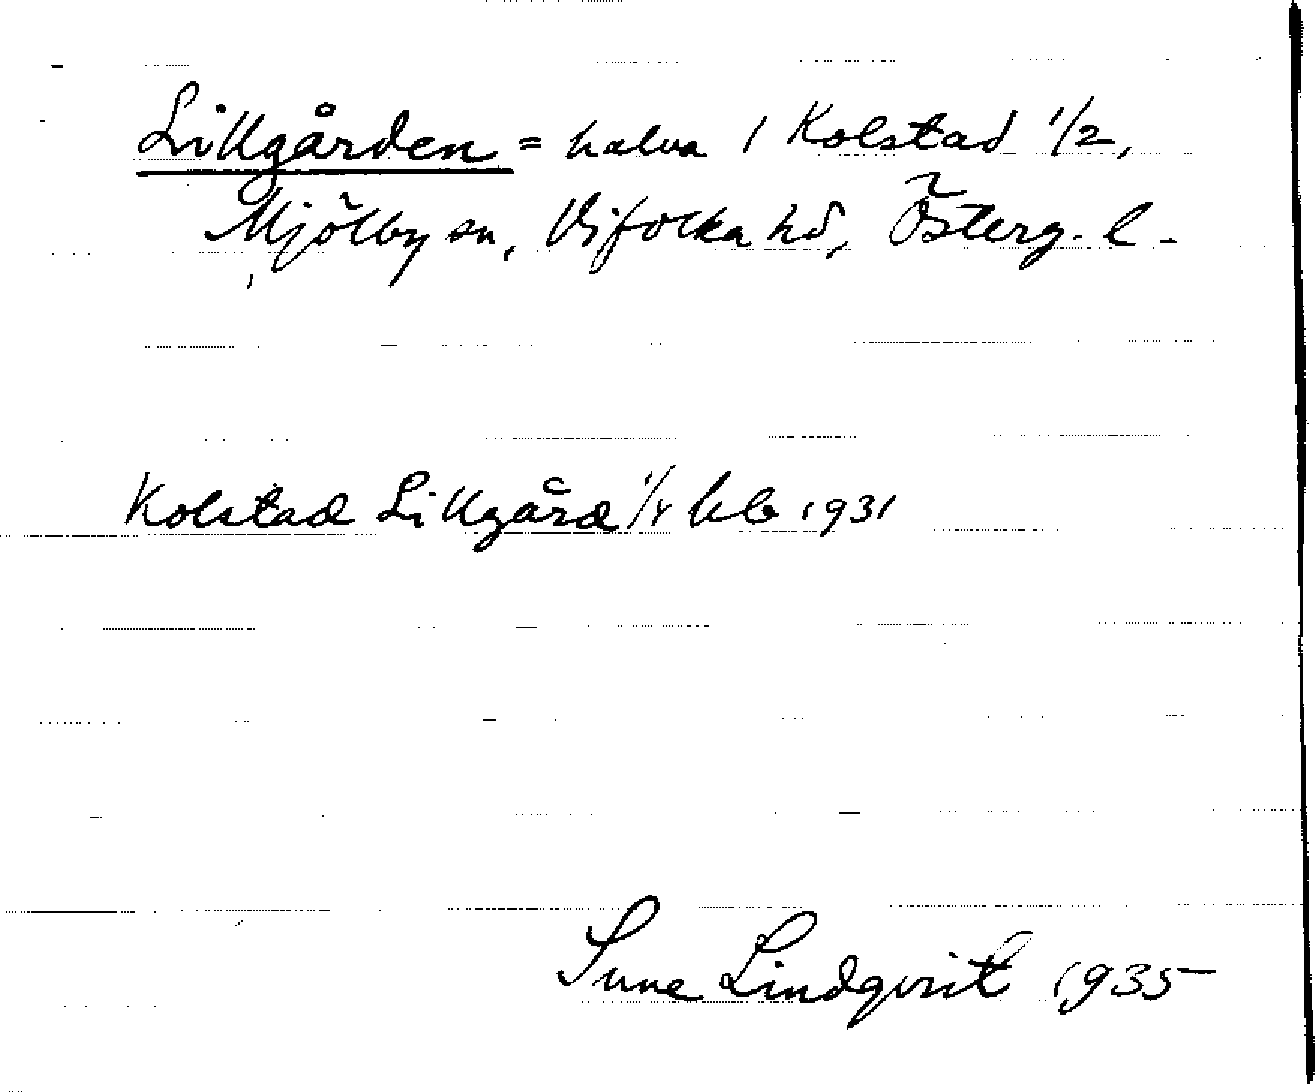 Lillgården = halva 1 Kolstad 1/2,
Mjölby sn, Vifolka hd, Österg. l.
Kolstad Lillgård 1/4 kb 1931
Sune Lindqvist 1935